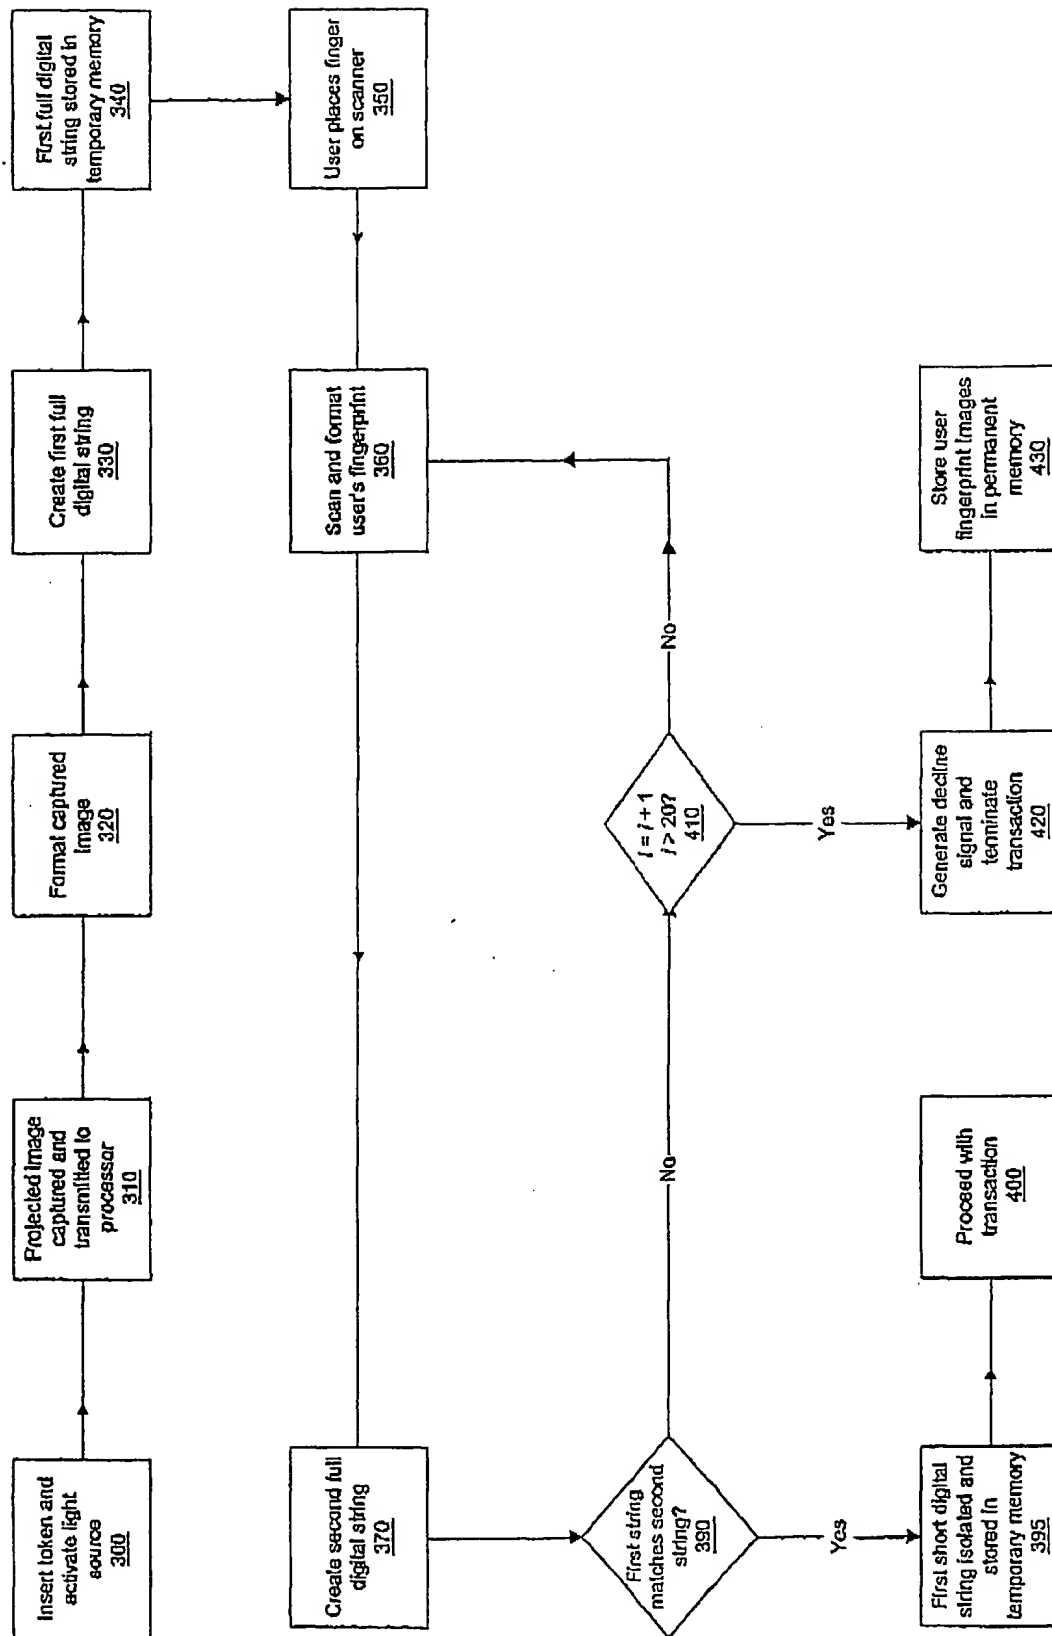 Insert token and
activate light
source
300
Projected image
captured and
transmitted to
processor
310
Format captured
image
320
Create first full
digital string
330
First full digital
string stored in
temporary memory
340
User places finger
on scanner
350
Scan and format
user's fingerprint
360
Create second full
digital string
370
First string
matches second
string?
390
No
i = i + 1
i > 20?
410
No
Yes
Yes
First short digital
string isolated and
stored in
temporary memory
395
Proceed with
transaction
400
Generate decline
signal and
terminate
transaction
420
Store user
fingerprint images
in permanent
memory
430